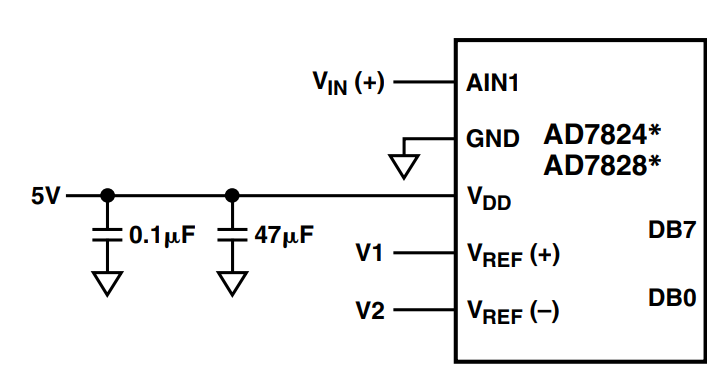 VIN (+)
AIN1
GND
AD7824*
AD7828*
5V
VDD
0.1µF
47µF
DB7
V1
VREF (+)
DB0
V2
VREF (–)